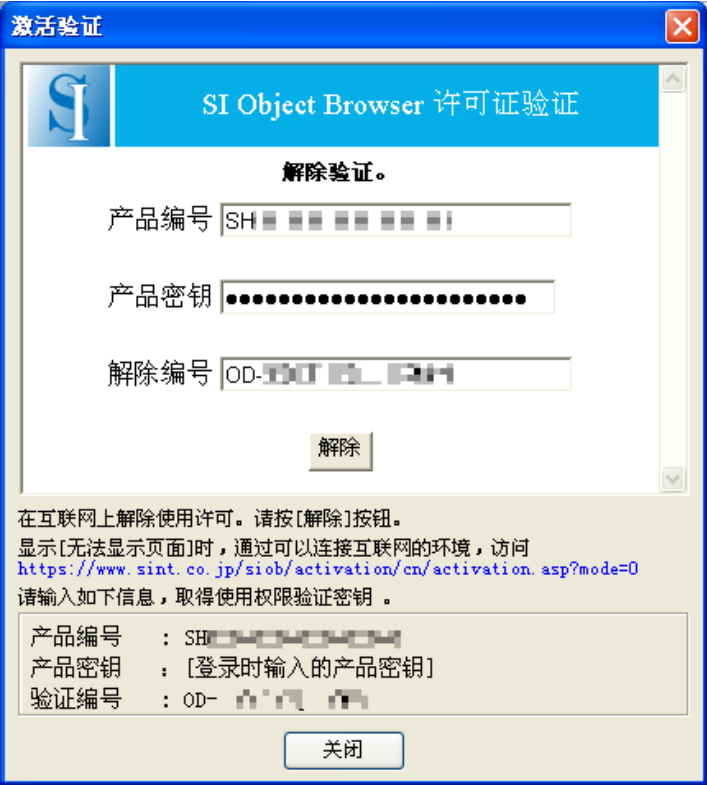 激活验证
SI
SI Object Browser 许可证验证
解除验证。
产品编号 SH
产品密钥 ●●●●●●●●●●●●●●●●●●●●●●●
解除编号 OD-
解除
在互联网上解除使用许可。请按[解除]按钮。
显示[无法显示页面]时，通过可以连接互联网的环境，访问
https://www.sint.co.jp/siob/activation/cn/activation.asp?mode=0
请输入如下信息，取得使用权限验证密钥 。
产品编号 : SH
产品密钥 : [登录时输入的产品密钥]
验证编号 : OD-
关闭